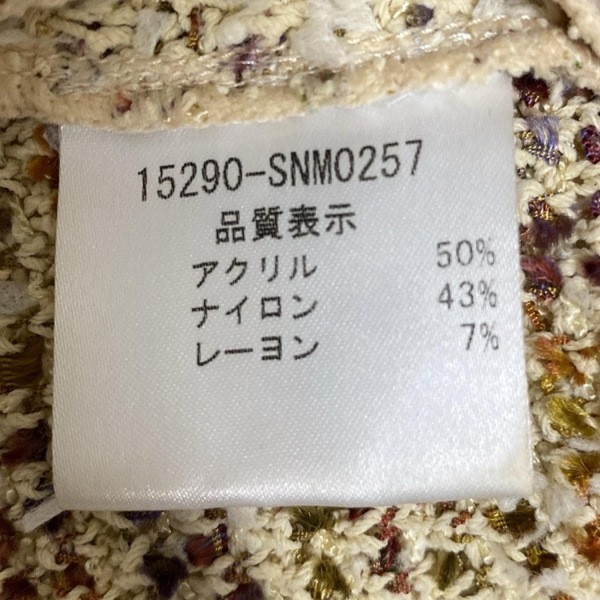 15290-SNM0257
品質表示
アクリル 50%
ナイロン 43%
レーヨン 7%